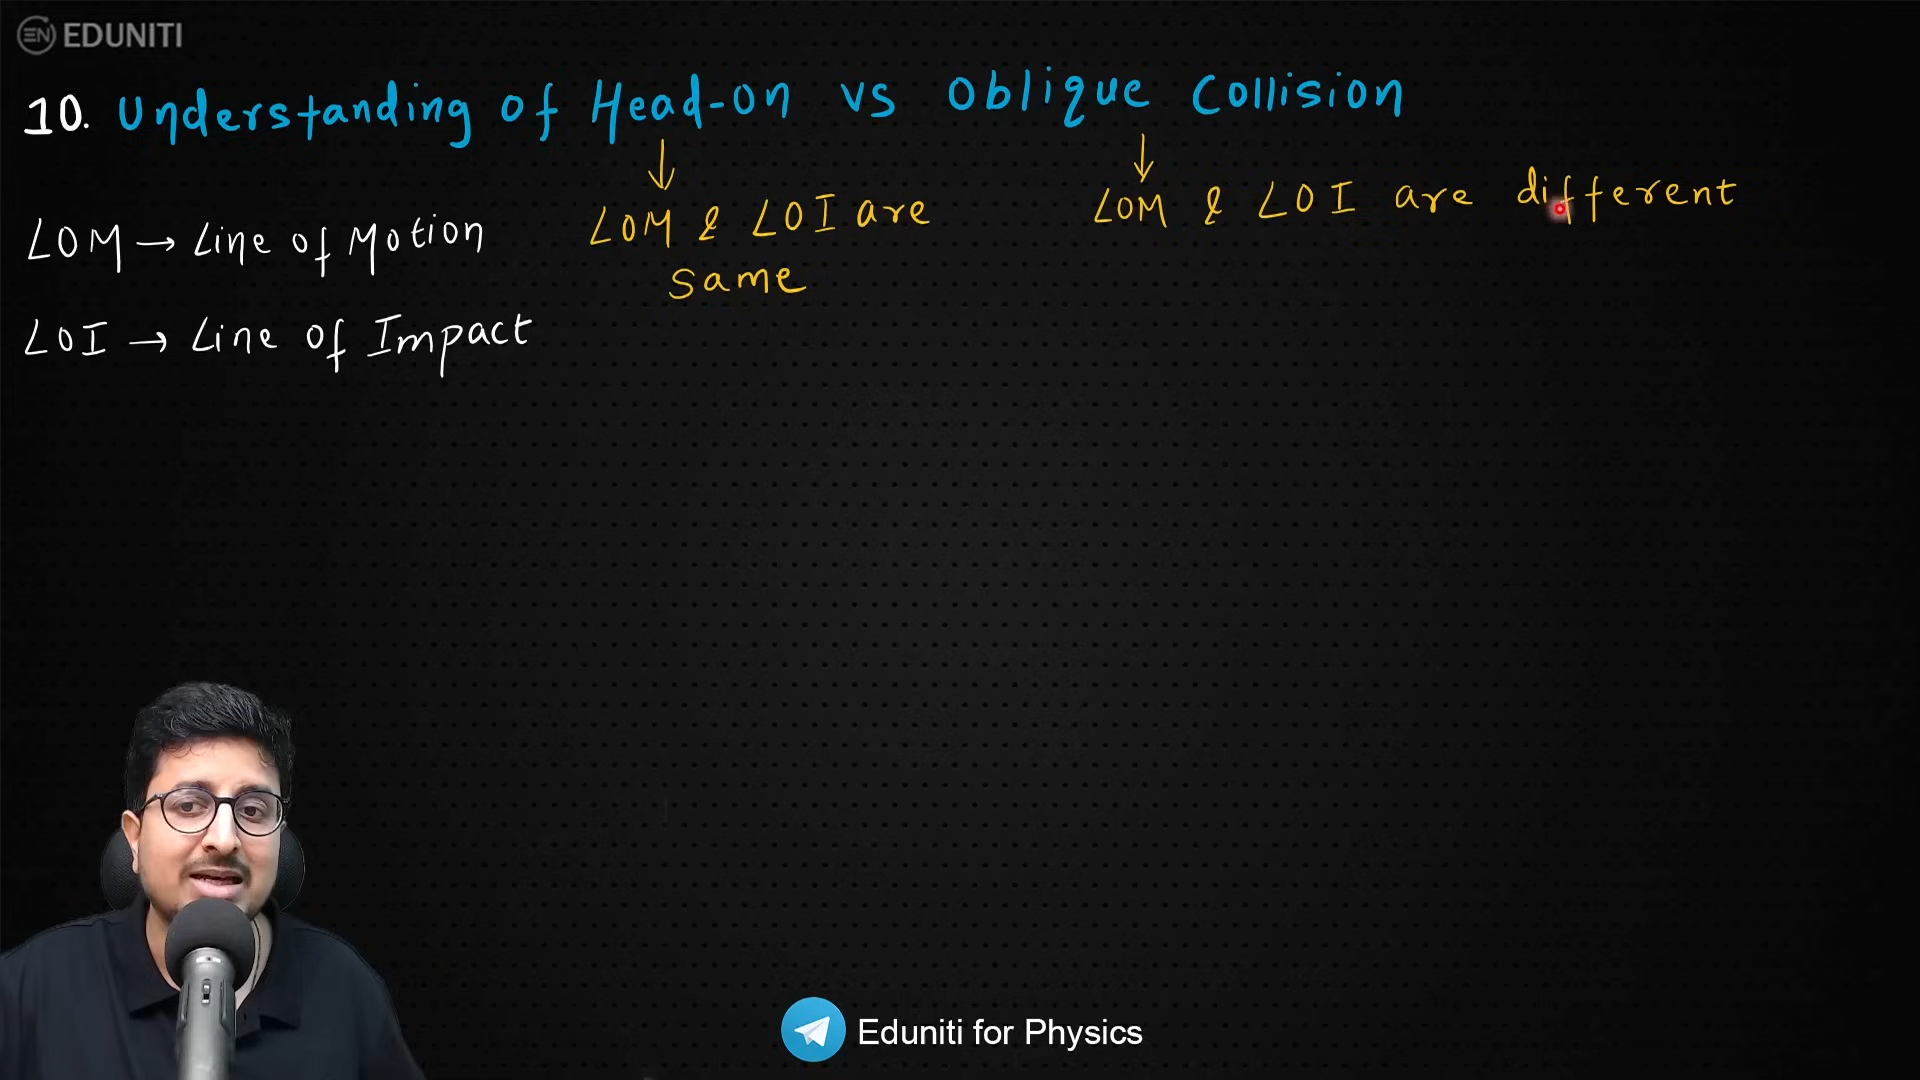 EN EDUNITI
10. Understanding of Head-on vs Oblique Collision
LOM & LOI are same
LOM & LOI are different
LOM → Line of Motion
LOI → Line of Impact
Eduniti for Physics